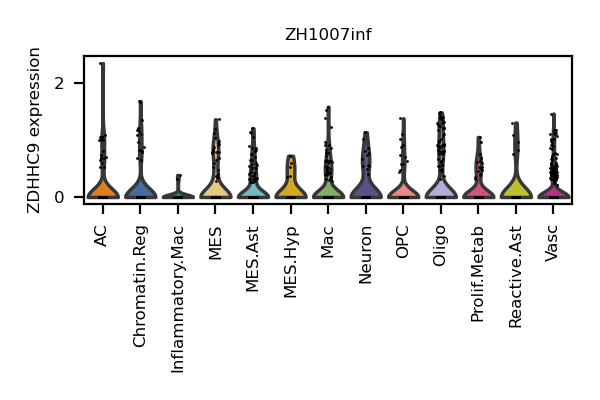 ZH1007inf
ZDHHC9 expression
2
0
AC
Chromatin.Reg
Inflammatory.Mac
MES
MES.Ast
MES.Hyp
Mac
Neuron
OPC
Oligo
Prolif.Metab
Reactive.Ast
Vasc